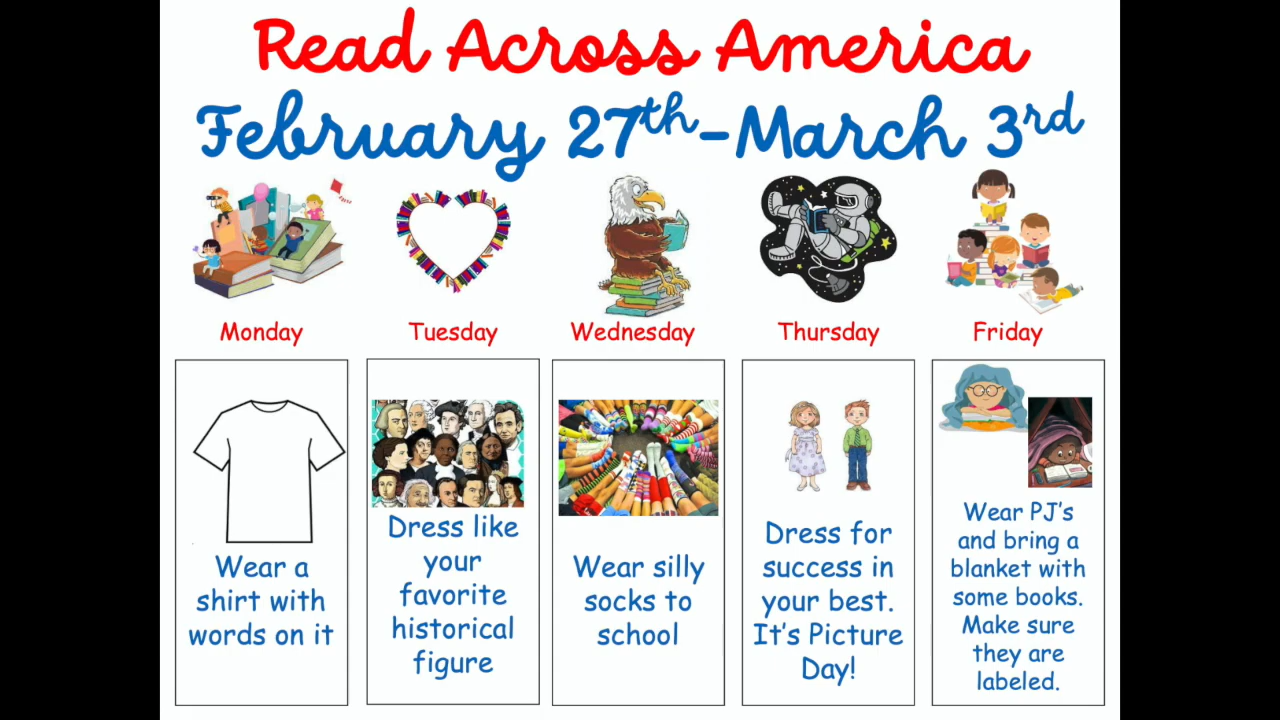 Read Across America
February 27th-March 3rd
Monday
Tuesday
Wednesday
Thursday
Friday
Wear a
shirt with
words on it
Dress like
your
favorite
historical
figure
Wear silly
socks to
school
Dress for
success in
your best.
It's Picture
Day!
Wear PJ's
and bring a
blanket with
some books.
Make sure
they are
labeled.